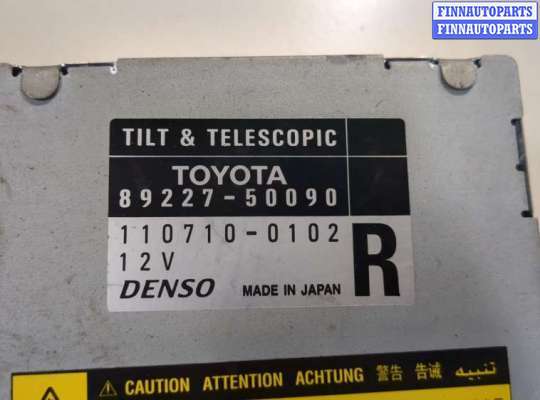 FINNAUTOPARTS
FINNAUTOPARTS
TILT & TELESCOPIC
TOYOTA
89227-50090
110710-0102
12V
R
DENSO MADE IN JAPAN
CAUTION ATTENTION ACHTUNG 警告 告诫 تنبيه